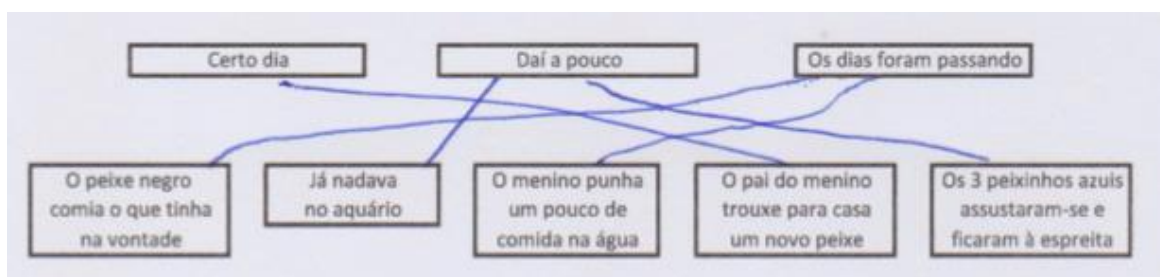 Certo dia
Daí a pouco
Os dias foram passando
O peixe negro
comia o que tinha
na vontade
Já nadava
no aquário
O menino punha
um pouco de
comida na água
O pai do menino
trouxe para casa
um novo peixe
Os 3 peixinhos azuis
assustaram-se e
ficaram à espreita